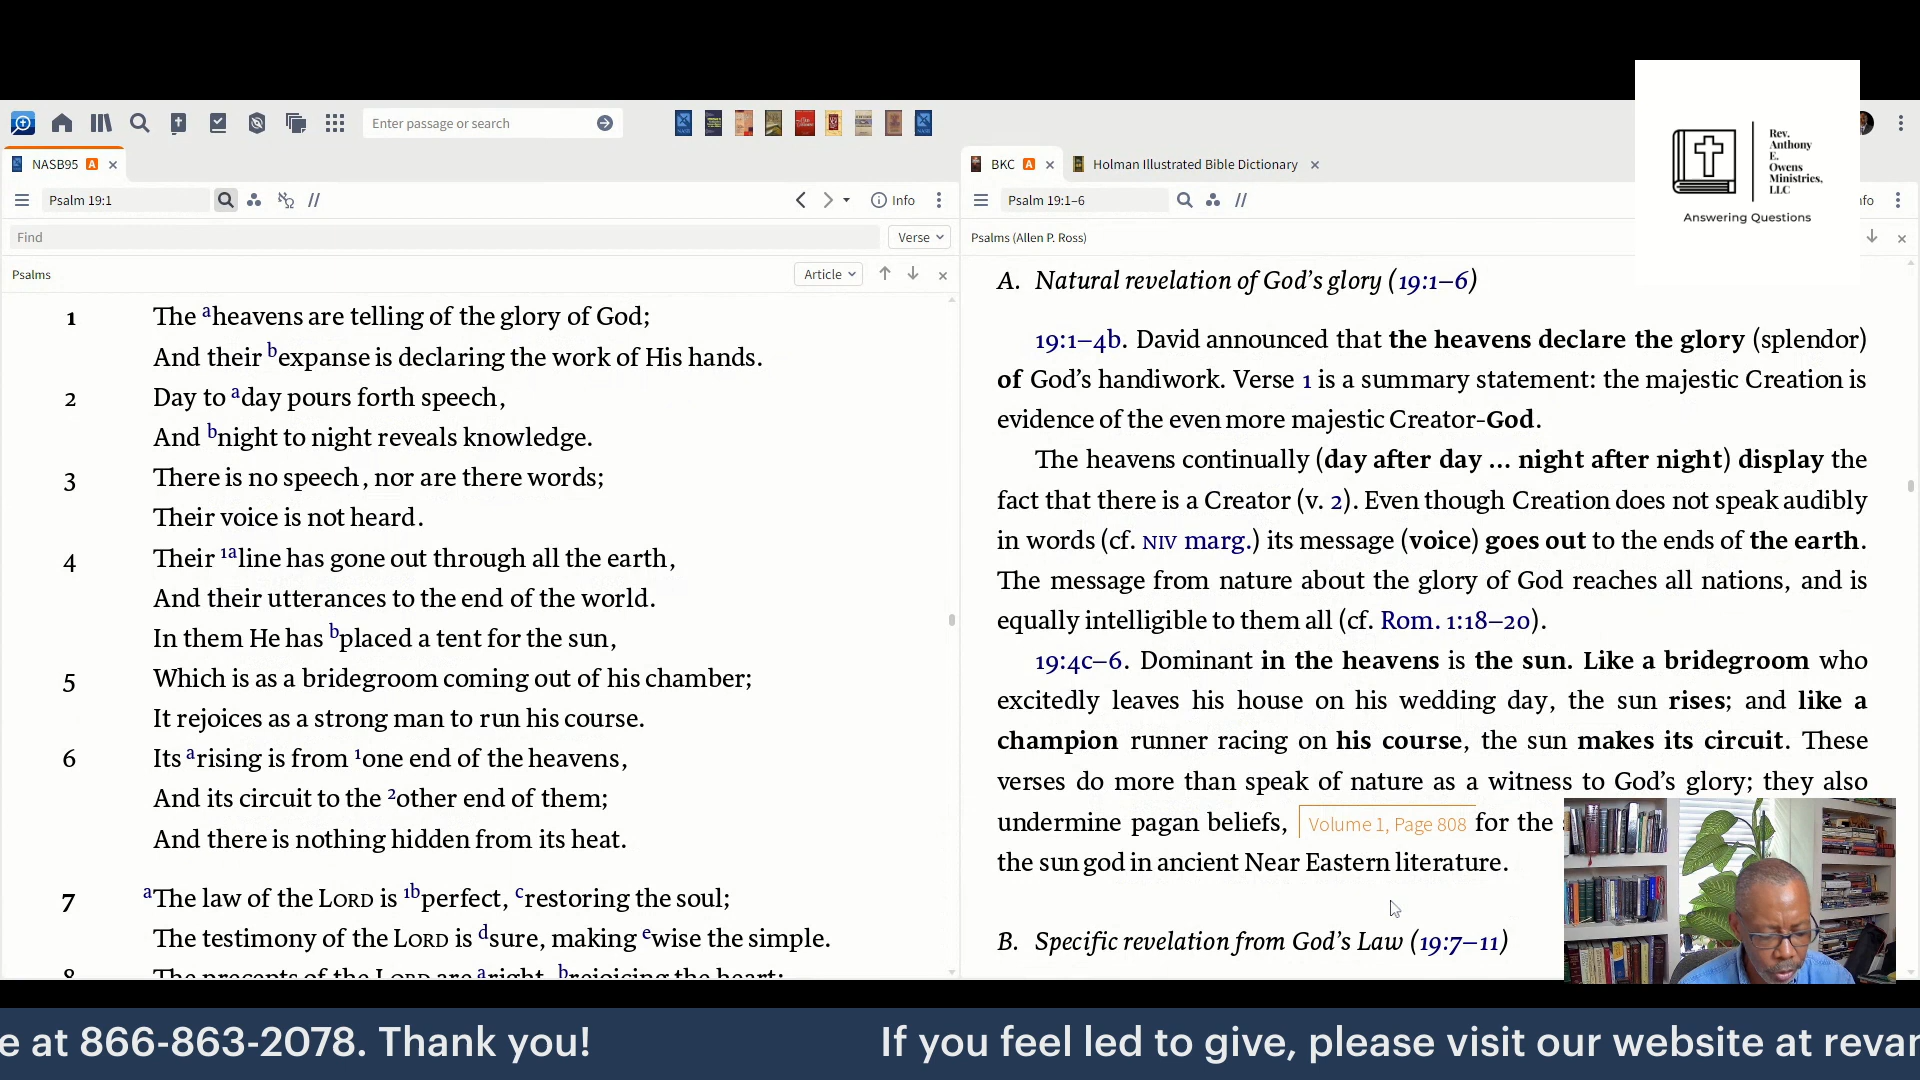 Rev.
Anthony
E.
Owens
Ministries,
LLC
Answering Questions
Enter passage or search
NASB95 A
BKC A
Holman Illustrated Bible Dictionary
Psalm 19:1
Info
Psalm 19:1–6
nfo
Find
Verse
Psalms (Allen P. Ross)
Psalms
Article
1 The aheavens are telling of the glory of God;
And their bexpanse is declaring the work of His hands.
2 Day to aday pours forth speech,
And bnight to night reveals knowledge.
3 There is no speech, nor are there words;
Their voice is not heard.
4 Their 1aline has gone out through all the earth,
And their utterances to the end of the world.
In them He has bplaced a tent for the sun,
5 Which is as a bridegroom coming out of his chamber;
It rejoices as a strong man to run his course.
6 Its arising is from 1one end of the heavens,
And its circuit to the 2other end of them;
And there is nothing hidden from its heat.
7 aThe law of the LORD is 1bperfect, crestoring the soul;
The testimony of the LORD is dsure, making ewise the simple.
8 The precepts of the LORD are aright, brejoicing the heart;
A. Natural revelation of God's glory (19:1–6)
19:1–4b. David announced that the heavens declare the glory (splendor)
of God's handiwork. Verse 1 is a summary statement: the majestic Creation is
evidence of the even more majestic Creator-God.
The heavens continually (day after day ... night after night) display the
fact that there is a Creator (v. 2). Even though Creation does not speak audibly
in words (cf. NIV marg.) its message (voice) goes out to the ends of the earth.
The message from nature about the glory of God reaches all nations, and is
equally intelligible to them all (cf. Rom. 1:18–20).
19:4c–6. Dominant in the heavens is the sun. Like a bridegroom who
excitedly leaves his house on his wedding day, the sun rises; and like a
champion runner racing on his course, the sun makes its circuit. These
verses do more than speak of nature as a witness to God's glory; they also
undermine pagan beliefs, Volume 1, Page 808 for the
the sun god in ancient Near Eastern literature.
B. Specific revelation from God's Law (19:7–11)
e at 866-863-2078. Thank you! If you feel led to give, please visit our website at revan